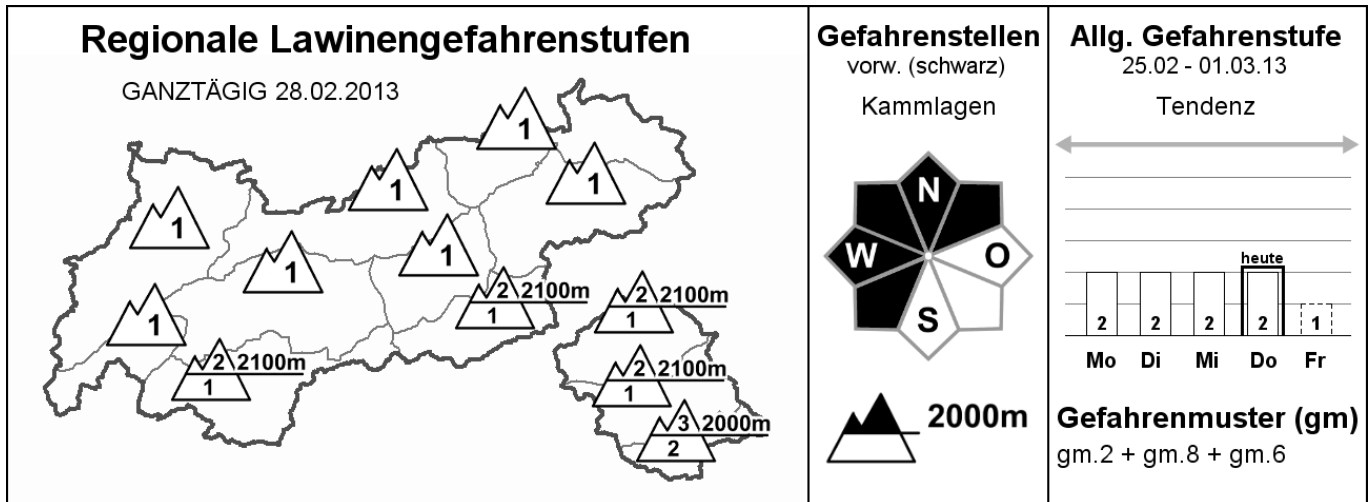 Regionale Lawinengefahrenstufen
GANZTÄGIG 28.02.2013
1
1
1
1
1
1
1
2 2100m
1
2 2100m
1
2 2100m
1
2 2100m
1
3 2000m
2
Gefahrenstellen
vorw. (schwarz)
Kammlagen
N
W
O
S
2000m
Allg. Gefahrenstufe
25.02 - 01.03.13
Tendenz
heute
2 2 2 2 1
Mo Di Mi Do Fr
Gefahrenmuster (gm)
gm.2 + gm.8 + gm.6